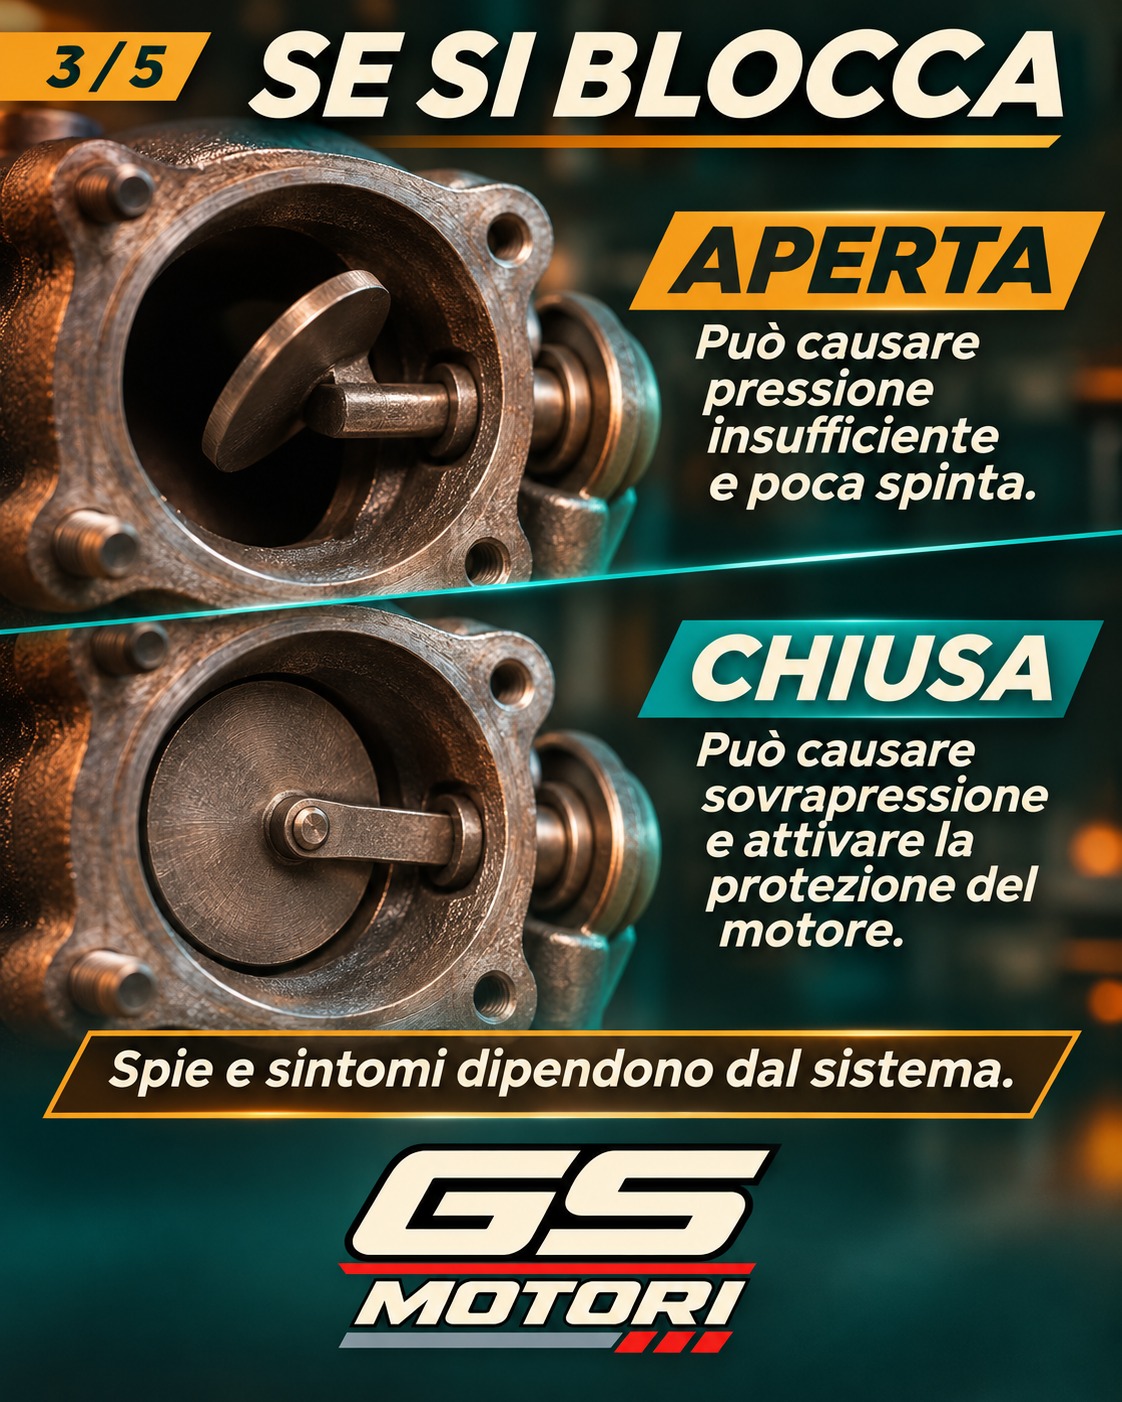 3/5
SE SI BLOCCA
APERTA
Può causare
pressione
insufficiente
e poca spinta.
CHIUSA
Può causare
sovrapressione
e attivare la
protezione del
motore.
Spie e sintomi dipendono dal sistema.
GS
MOTORI